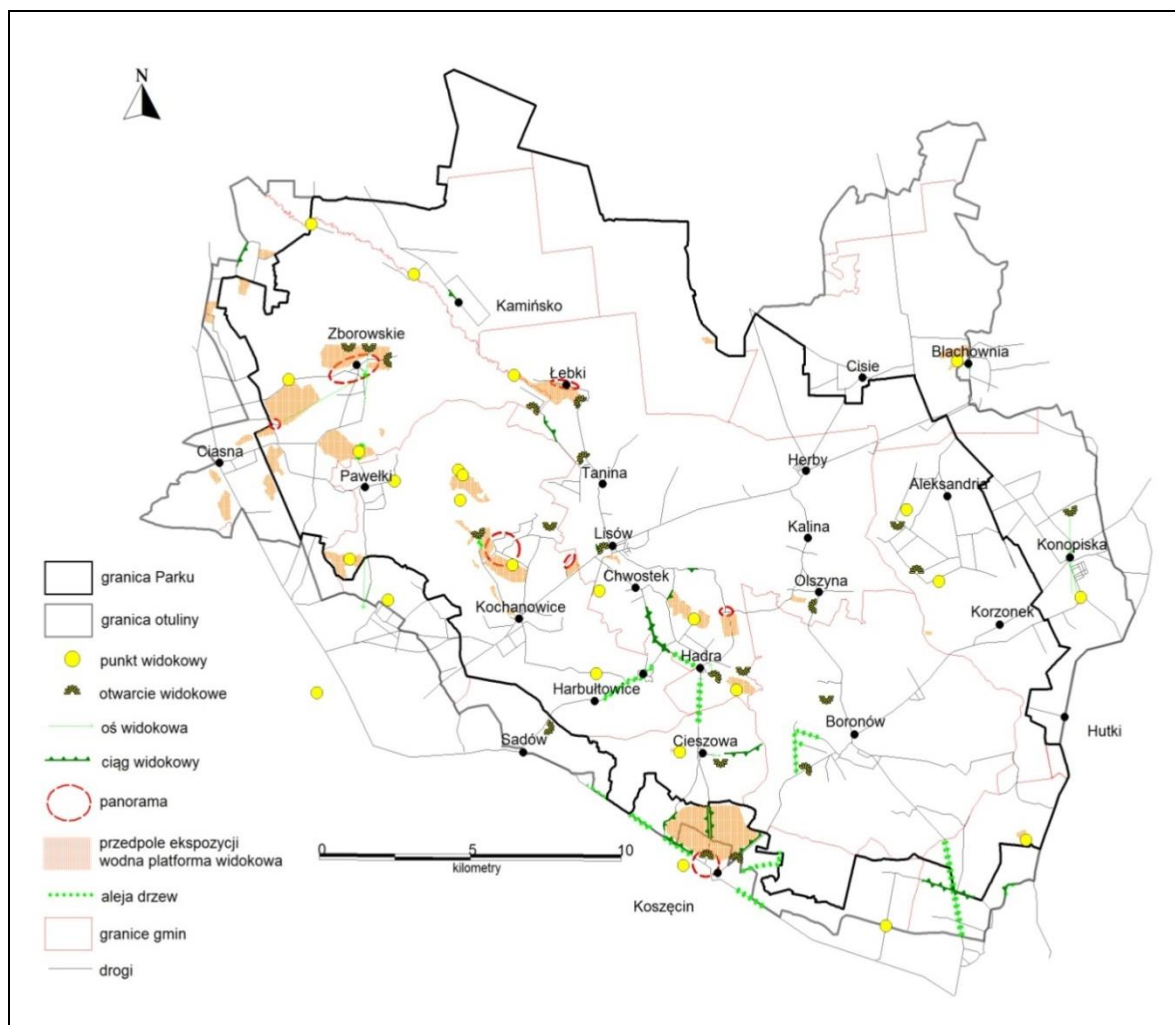 N
Kamińsko
Zborowskie
Łebki
Cisie
Blachownia
Ciasna
Pawełki
Tanina
Herby
Aleksandria
Lisów
Kalina
Konopiska
Chwostek
Olszyna
Kochanowice
Korzonek
Hadra
Harbułtowice
Boronów
Hutki
Sadów
Cieszowa
Koszęcin
granica Parku
granica otuliny
punkt widokowy
otwarcie widokowe
oś widokowa
ciąg widokowy
panorama
przedpole ekspozycji
wodna platforma widokowa
aleja drzew
granice gmin
drogi
0 5 10
kilometry